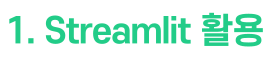 1. Streamlit 활용